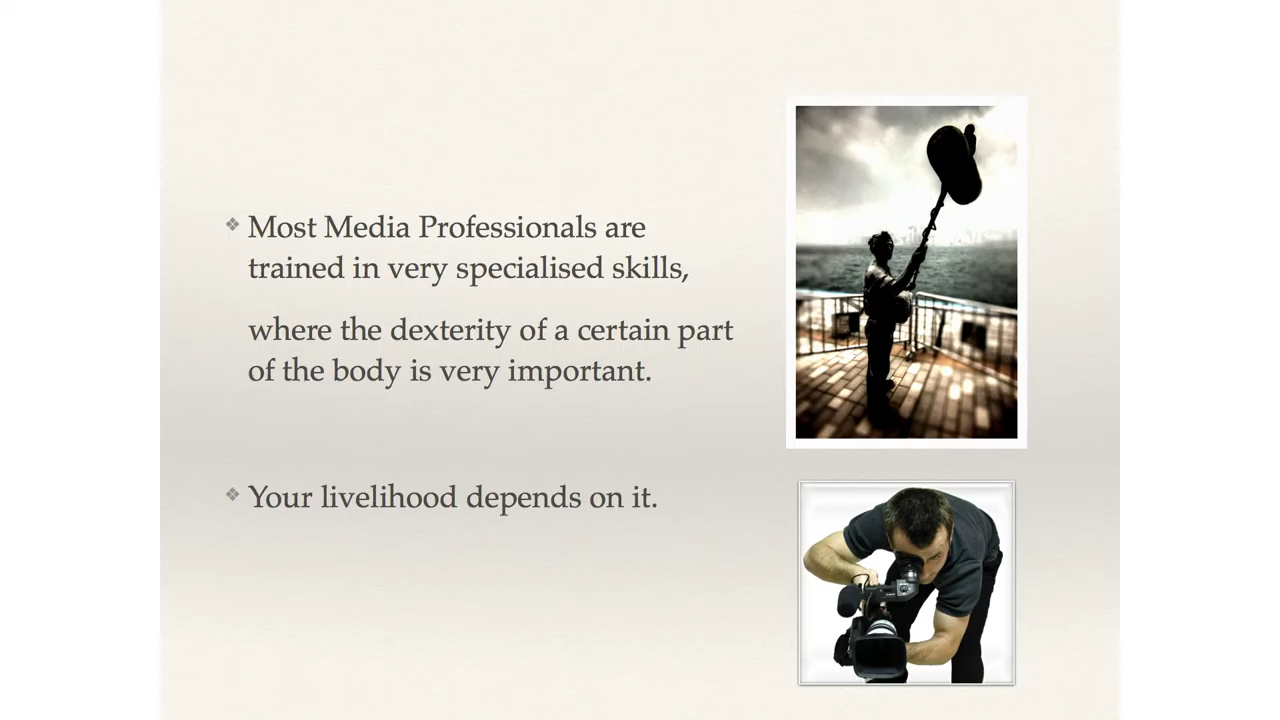 Most Media Professionals are
trained in very specialised skills,
where the dexterity of a certain part
of the body is very important.
Your livelihood depends on it.